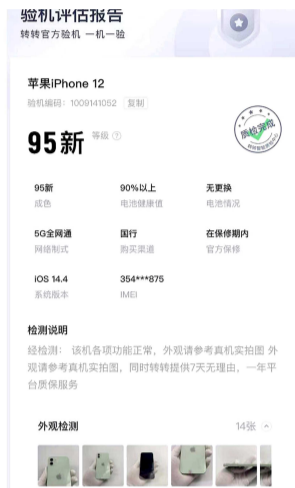 验机评估报告
转转官方验机 一机一验
苹果iPhone 12
验机编码：1009141052 复制
95新 等级
质检完成
95新 90%以上 无更换
成色 电池健康值 电池情况
5G全网通 国行 在保修期内
网络制式 购买渠道 官方保修
iOS 14.4 354***875
系统版本 IMEI
检测说明
经检测： 该机各项功能正常，外观请参考真机实拍图 外
观请参考真机实拍图，同时转转提供7天无理由，一年平
台质保服务
外观检测 14张